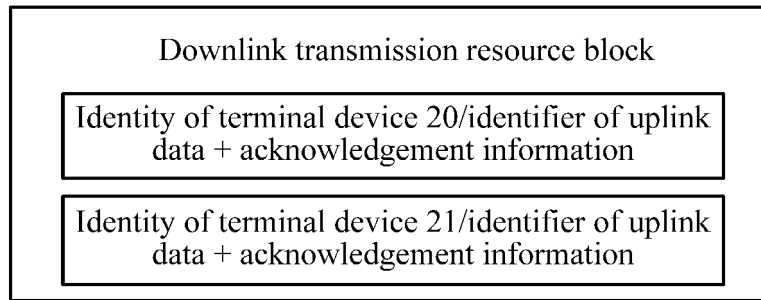 Downlink transmission resource block
Identity of terminal device 20/identifier of uplink
data + acknowledgement information
Identity of terminal device 21/identifier of uplink
data + acknowledgement information